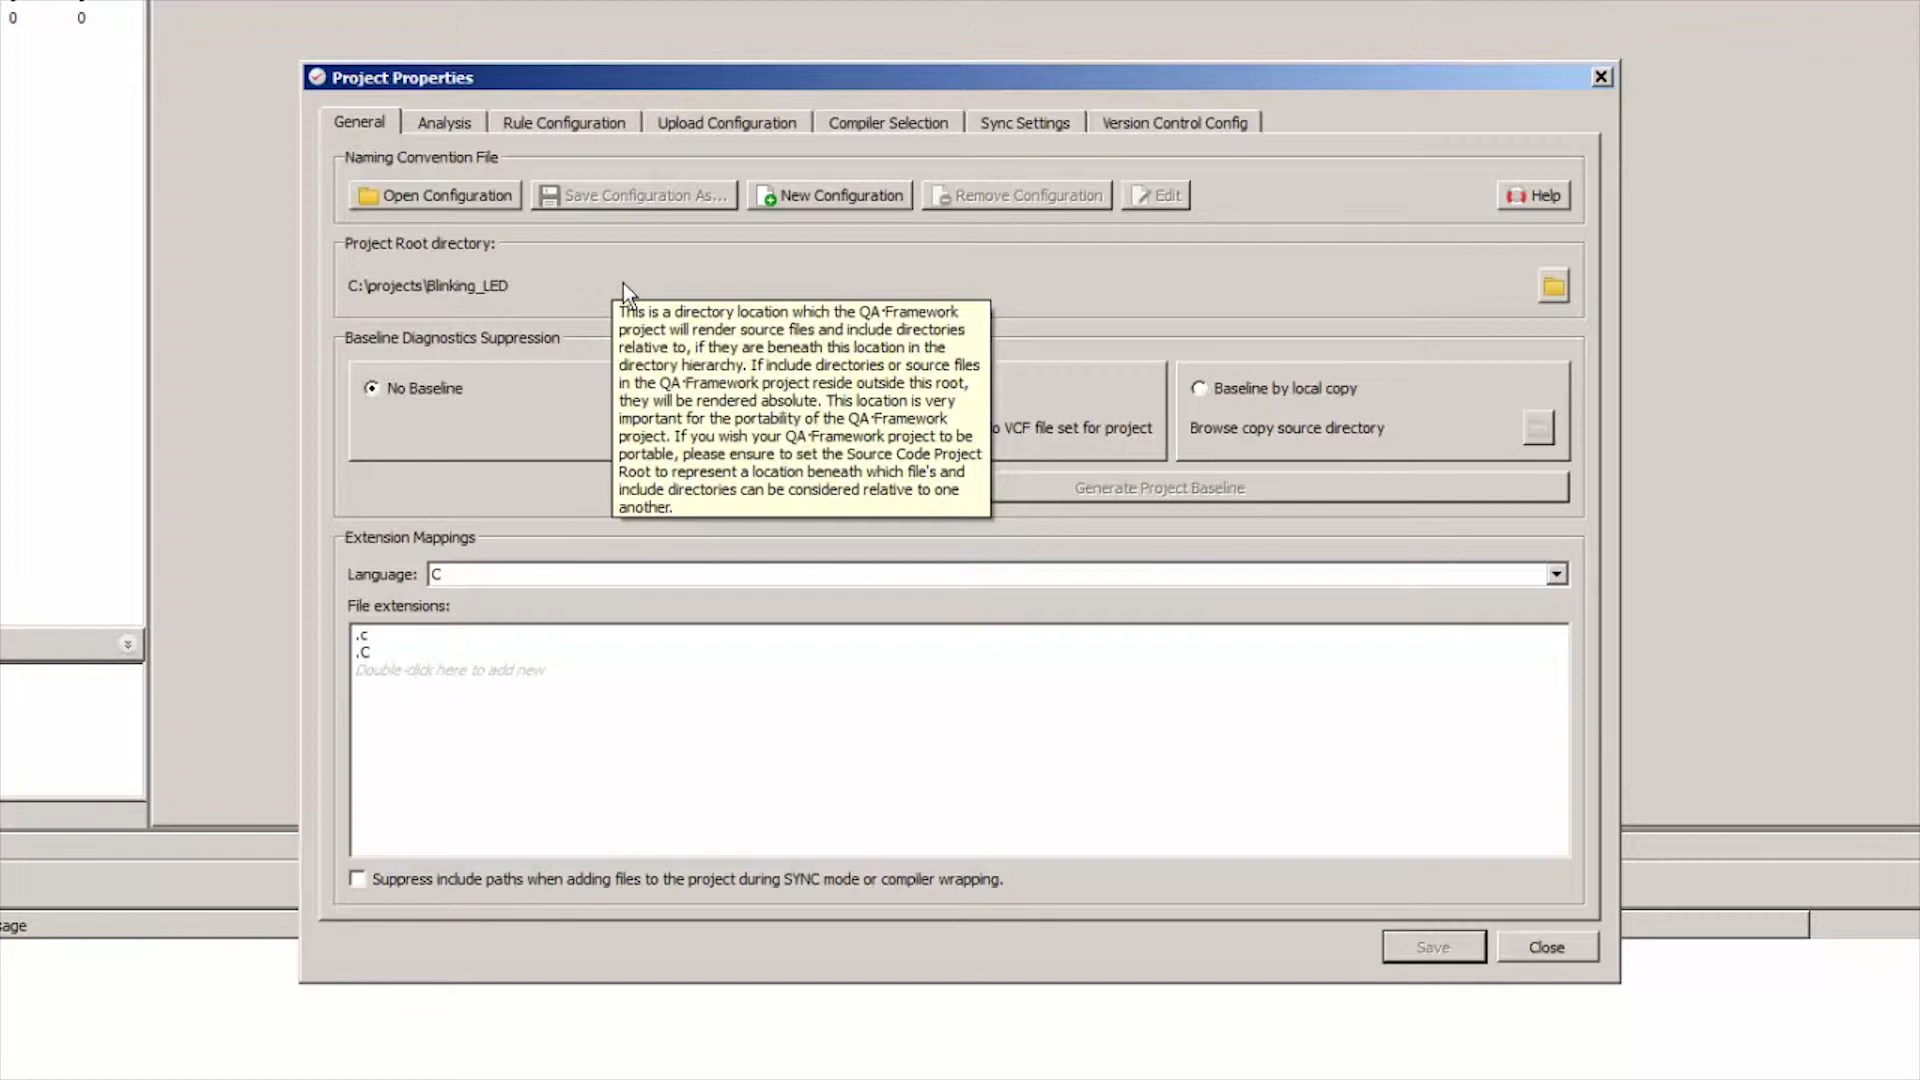 0 0
Project Properties
General Analysis Rule Configuration Upload Configuration Compiler Selection Sync Settings Version Control Config
Naming Convention File
Open Configuration Save Configuration As... New Configuration Remove Configuration Edit Help
Project Root directory:
C:\projects\Blinking_LED
This is a directory location which the QA·Framework
project will render source files and include directories
relative to, if they are beneath this location in the
directory hierarchy. If include directories or source files
in the QA·Framework project reside outside this root,
they will be rendered absolute. This location is very
important for the portability of the QA·Framework
project. If you wish your QA·Framework project to be
portable, please ensure to set the Source Code Project
Root to represent a location beneath which file's and
include directories can be considered relative to one
another.
Baseline Diagnostics Suppression
No Baseline
VCF file set for project
Baseline by local copy
Browse copy source directory
Generate Project Baseline
Extension Mappings
Language: C
File extensions:
.c
.C
Double-click here to add new
Suppress include paths when adding files to the project during SYNC mode or compiler wrapping.
Save Close